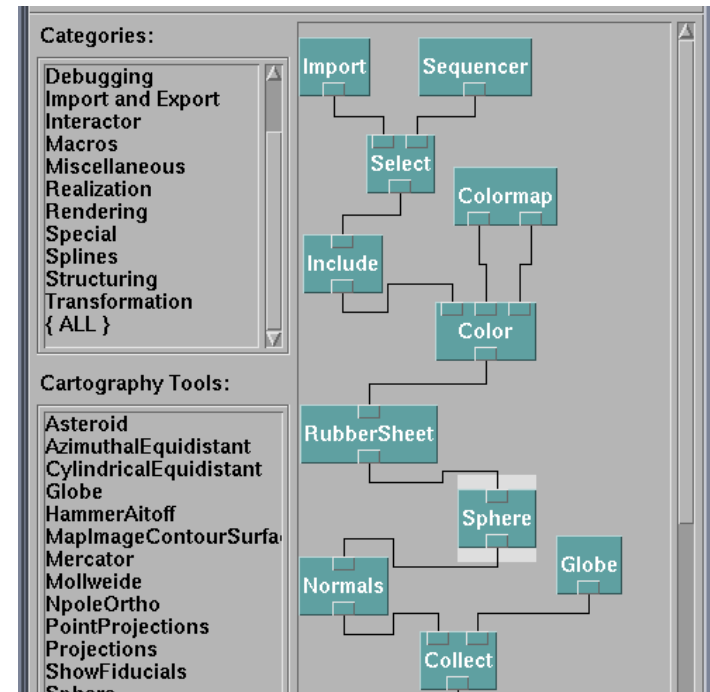 Categories:
Debugging
Import and Export
Interactor
Macros
Miscellaneous
Realization
Rendering
Special
Splines
Structuring
Transformation
{ ALL }
Cartography Tools:
Asteroid
AzimuthalEquidistant
CylindricalEquidistant
Globe
HammerAitoff
MapImageContourSurfa
Mercator
Mollweide
NpoleOrtho
PointProjections
Projections
ShowFiducials
Sphere
Import
Sequencer
Select
Colormap
Include
Color
RubberSheet
Sphere
Globe
Normals
Collect